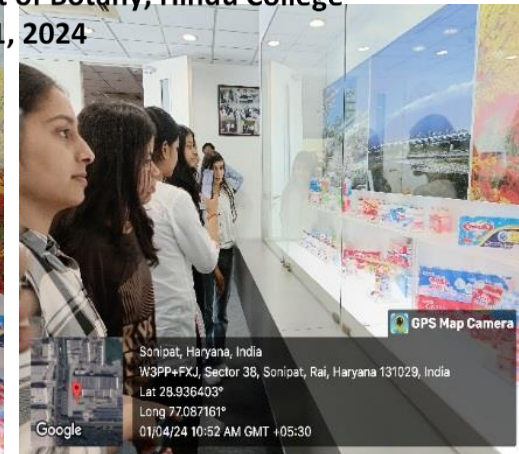 t of Botany, Hindu College
1, 2024
GPS Map Camera
Sonipat, Haryana, India
W3PP+FXJ, Sector 38, Sonipat, Rai, Haryana 131029, India
Lat 28.936403°
Long 77.087161°
01/04/24 10:52 AM GMT +05:30
Google